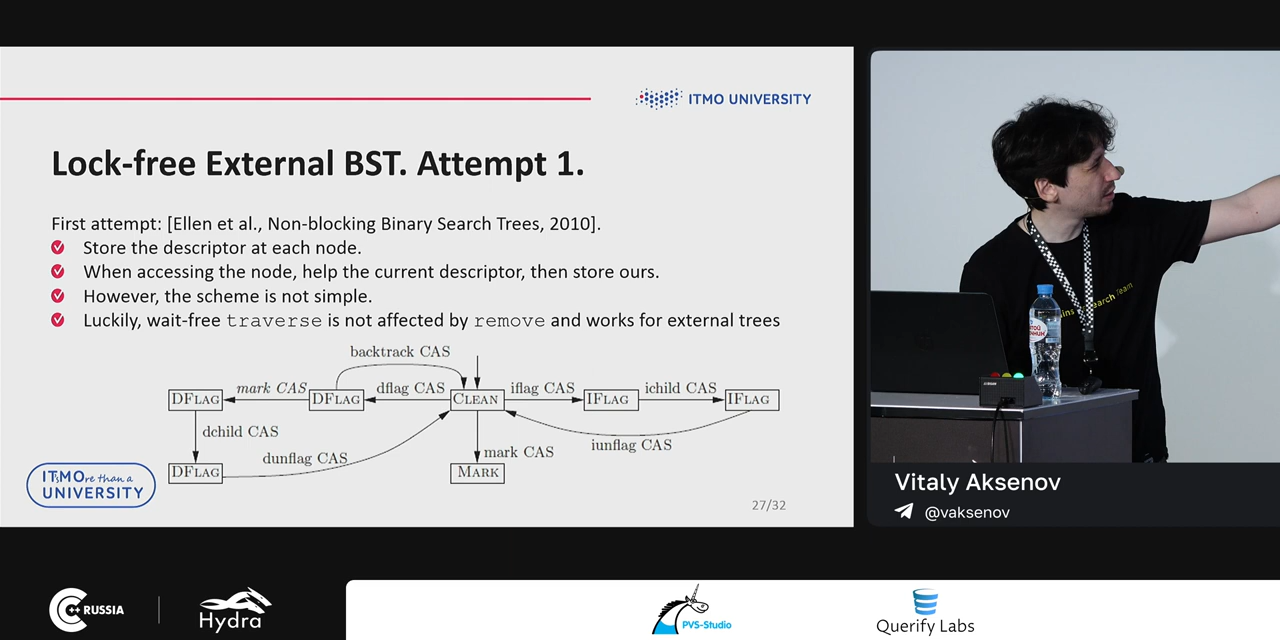 ITMO UNIVERSITY
Lock-free External BST. Attempt 1.
First attempt: [Ellen et al., Non-blocking Binary Search Trees, 2010].
Store the descriptor at each node.
When accessing the node, help the current descriptor, then store ours.
However, the scheme is not simple.
Luckily, wait-free traverse is not affected by remove and works for external trees
backtrack CAS
mark CAS
dflag CAS
iflag CAS
ichild CAS
DFLAG
DFLAG
CLEAN
IFLAG
IFLAG
dchild CAS
iunflag CAS
dunflag CAS
mark CAS
DFLAG
MARK
IT'sMOre than a
UNIVERSITY
27/32
Vitaly Aksenov
@vaksenov
C++ RUSSIA
Hydra
PVS-Studio
Querify Labs